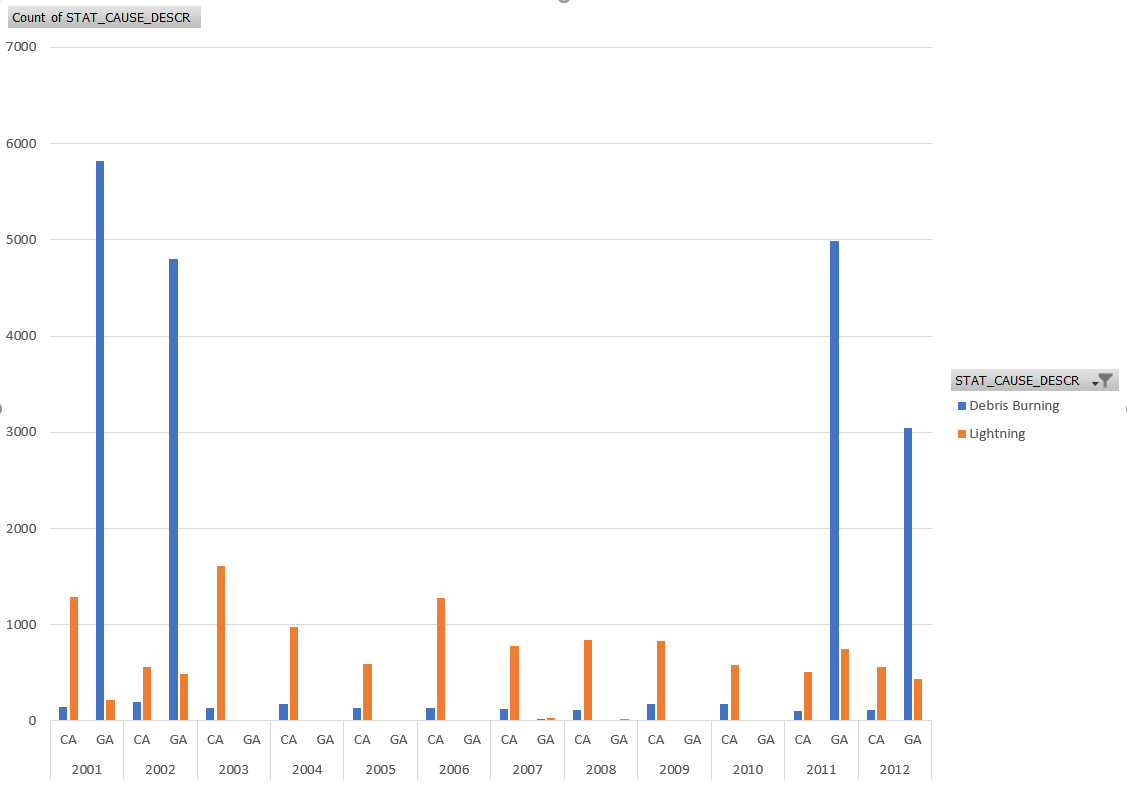 Count of STAT_CAUSE_DESCR
7000
6000
5000
4000
3000
2000
1000
0
STAT_CAUSE_DESCR
Debris Burning
Lightning
CA GA CA GA CA GA CA GA CA GA CA GA CA GA CA GA CA GA CA GA CA GA CA GA
2001 2002 2003 2004 2005 2006 2007 2008 2009 2010 2011 2012